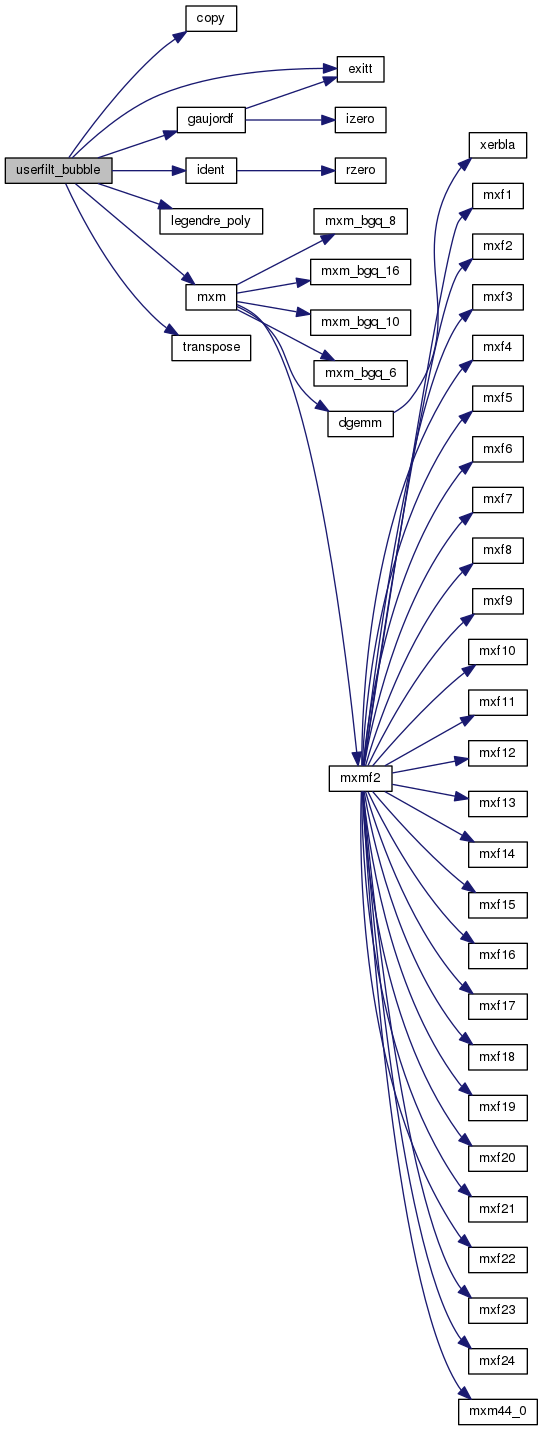 copy
exitt
gaujordf
izero
xerbla
userfilt_bubble
ident
rzero
mxf1
legendre_poly
mxm_bgq_8
mxf2
mxm_bgq_16
mxm
mxf3
mxm_bgq_10
transpose
mxf4
mxm_bgq_6
mxf5
dgemm
mxf6
mxf7
mxf8
mxf9
mxf10
mxf11
mxf12
mxmf2
mxf13
mxf14
mxf15
mxf16
mxf17
mxf18
mxf19
mxf20
mxf21
mxf22
mxf23
mxf24
mxm44_0